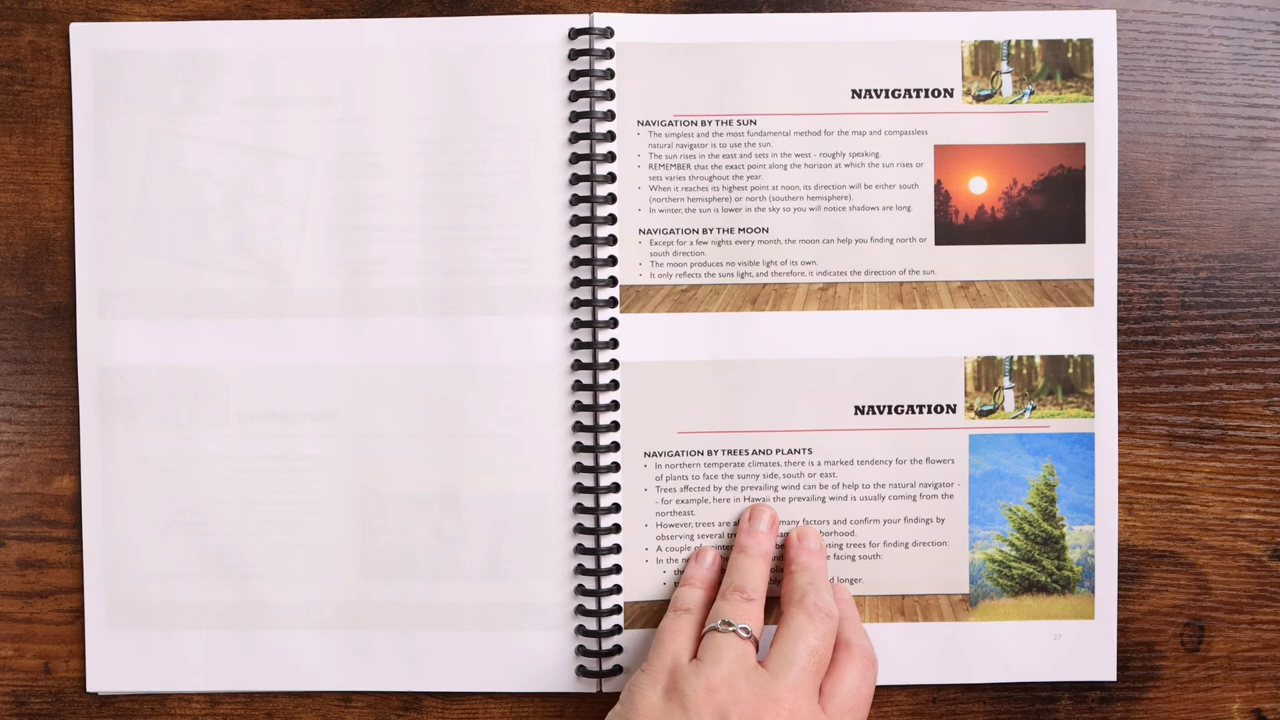 NAVIGATION
NAVIGATION BY THE SUN
• The simplest and the most fundamental method for the map and compassless
natural navigator is to use the sun.
• The sun rises in the east and sets in the west - roughly speaking.
• REMEMBER that the exact point along the horizon at which the sun rises or
sets varies throughout the year.
• When it reaches its highest point at noon, its direction will be either south
(northern hemisphere) or north (southern hemisphere).
• In winter, the sun is lower in the sky so you will notice shadows are long.
NAVIGATION BY THE MOON
• Except for a few nights every month, the moon can help you finding north or
south direction.
• The moon produces no visible light of its own.
• It only reflects the suns light, and therefore, it indicates the direction of the sun.
NAVIGATION
NAVIGATION BY TREES AND PLANTS
• In northern temperate climates, there is a marked tendency for the flowers
of plants to face the sunny side, south or east.
• Trees affected by the prevailing wind can be of help to the natural navigator -
- for example, here in Hawaii the prevailing wind is usually coming from the
northeast.
• However, trees are many factors and confirm your findings by
observing several
• A couple using trees for finding direction:
• In the facing south:
•
• longer.
23